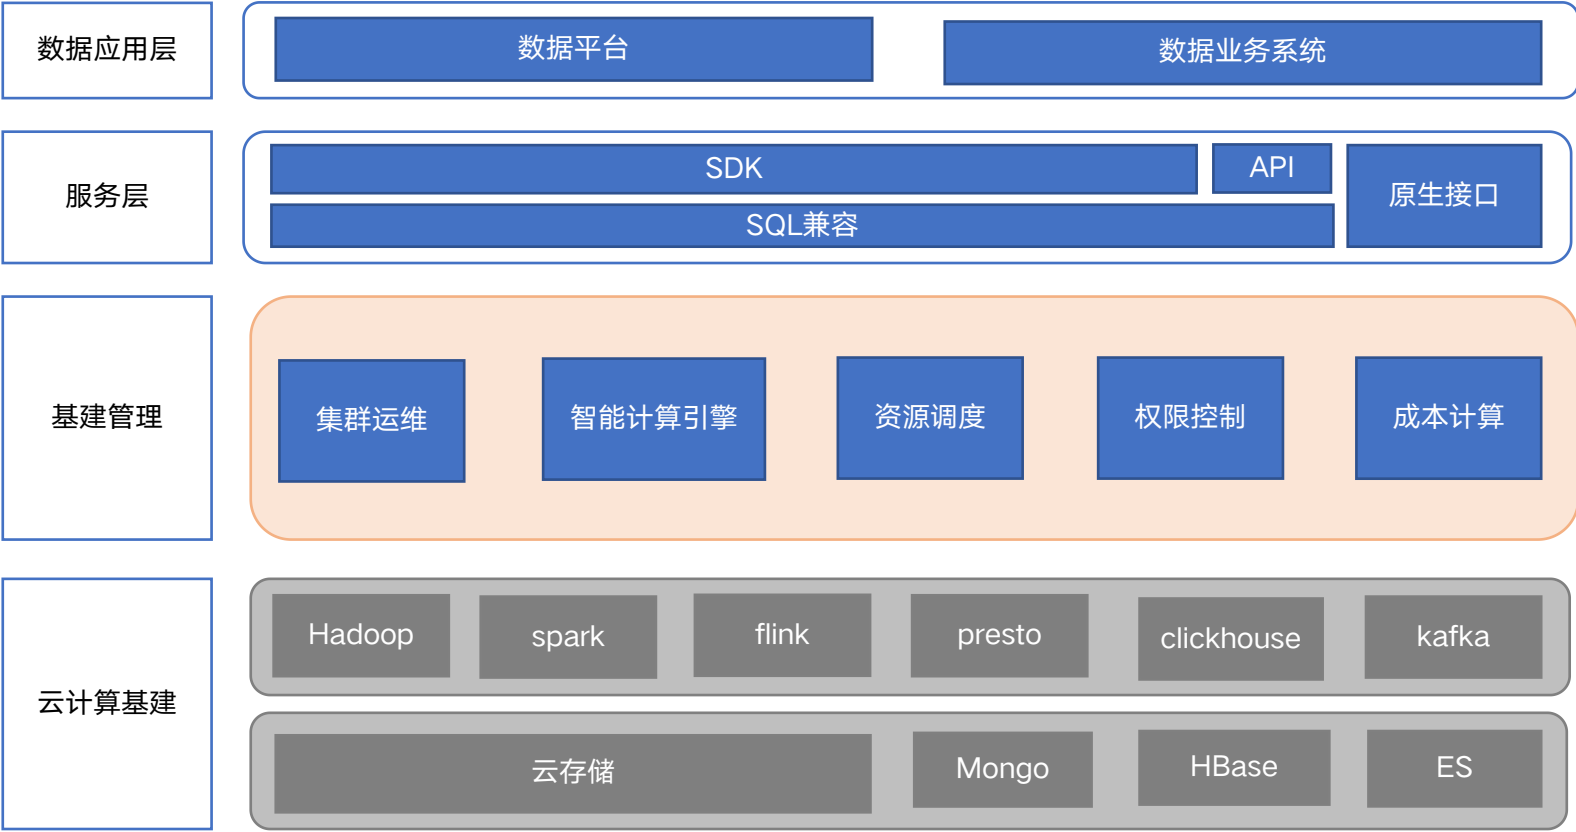 数据应用层
数据平台
数据业务系统
服务层
SDK
API
原生接口
SQL兼容
基建管理
集群运维
智能计算引擎
资源调度
权限控制
成本计算
云计算基建
Hadoop
spark
flink
presto
clickhouse
kafka
云存储
Mongo
HBase
ES